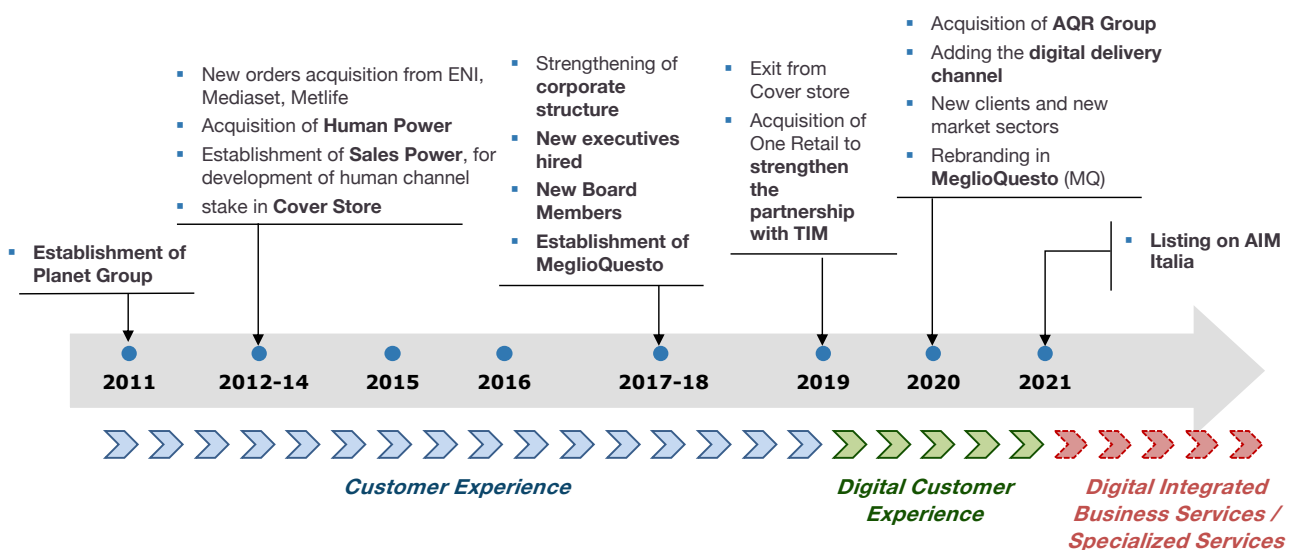 Establishment of
Planet Group
New orders acquisition from ENI,
Mediaset, Metlife
Acquisition of Human Power
Establishment of Sales Power, for
development of human channel
stake in Cover Store
Strengthening of
corporate
structure
New executives
hired
New Board
Members
Establishment of
MeglioQuesto
Exit from
Cover store
Acquisition of
One Retail to
strengthen
the
partnership
with TIM
Acquisition of AQR Group
Adding the digital delivery
channel
New clients and new
market sectors
Rebranding in
MeglioQuesto (MQ)
Listing on AIM
Italia
2011
2012-14
2015
2016
2017-18
2019
2020
2021
Customer Experience
Digital Customer
Experience
Digital Integrated
Business Services /
Specialized Services